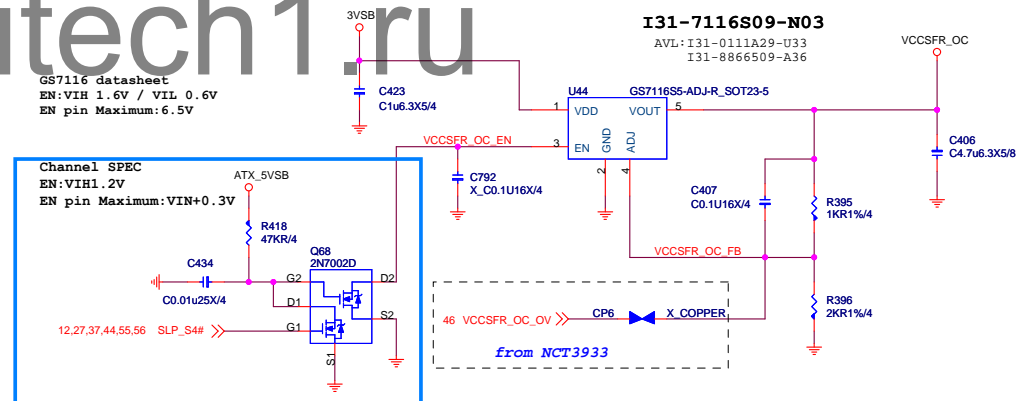 utech1.ru
I31-7116S09-N03
AVL:I31-0111A29-U33
I31-8866509-A36
3VSB
VCCSFR_OC
GS7116 datasheet
EN:VIH 1.6V / VIL 0.6V
EN pin Maximum:6.5V
C423
C1u6.3X5/4
U44
GS7116S5-ADJ-R_SOT23-5
1
VDD
VOUT
5
3
EN
GND
ADJ
2
4
VCCSFR_OC_EN
C406
C4.7u6.3X5/8
Channel SPEC
EN:VIH1.2V
EN pin Maximum:VIN+0.3V
ATX_5VSB
C792
X_C0.1U16X/4
C407
C0.1U16X/4
R395
1KR1%/4
R418
47KR/4
VCCSFR_OC_FB
Q68
2N7002D
C434
C0.01u25X/4
G2
D2
D1
S2
G1
S1
12,27,37,44,55,56 SLP_S4#
R396
2KR1%/4
46 VCCSFR_OC_OV
CP6
X_COPPER
from NCT3933